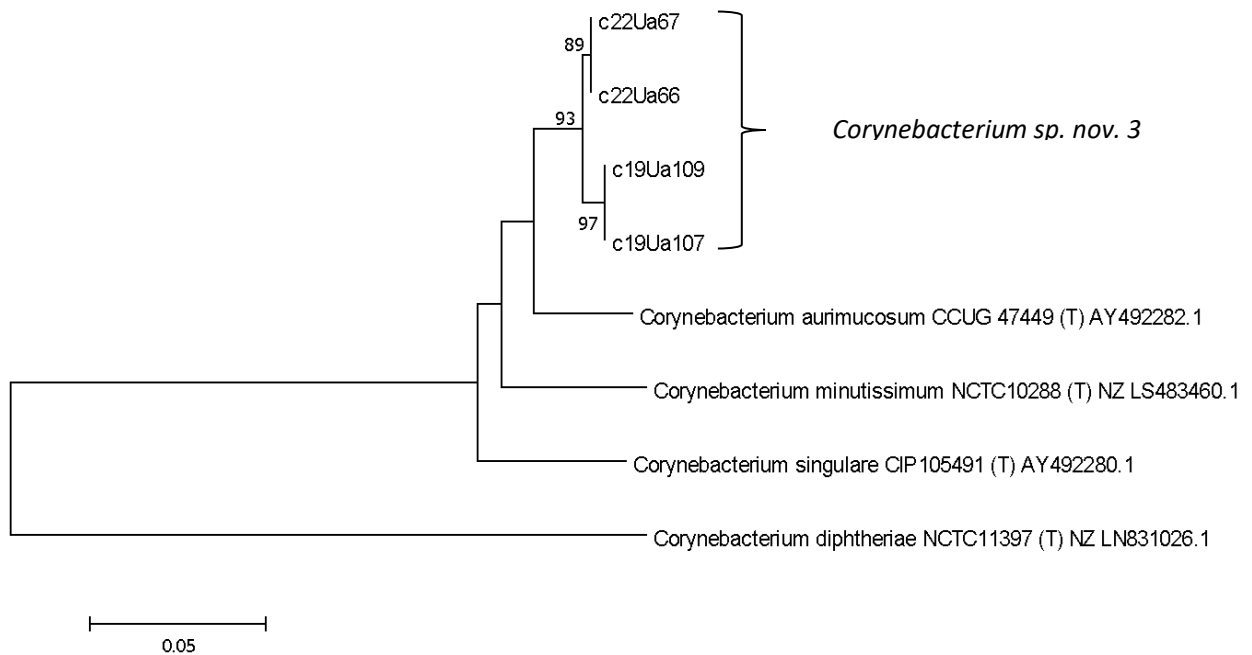 c22Ua67
89
c22Ua66
93
Corynebacterium sp. nov. 3
c19Ua109
97
c19Ua107
Corynebacterium aurimucosum CCUG 47449 (T) AY492282.1
Corynebacterium minutissimum NCTC10288 (T) NZ LS483460.1
Corynebacterium singulare CIP105491 (T) AY492280.1
Corynebacterium diphtheriae NCTC11397 (T) NZ LN831026.1
0.05